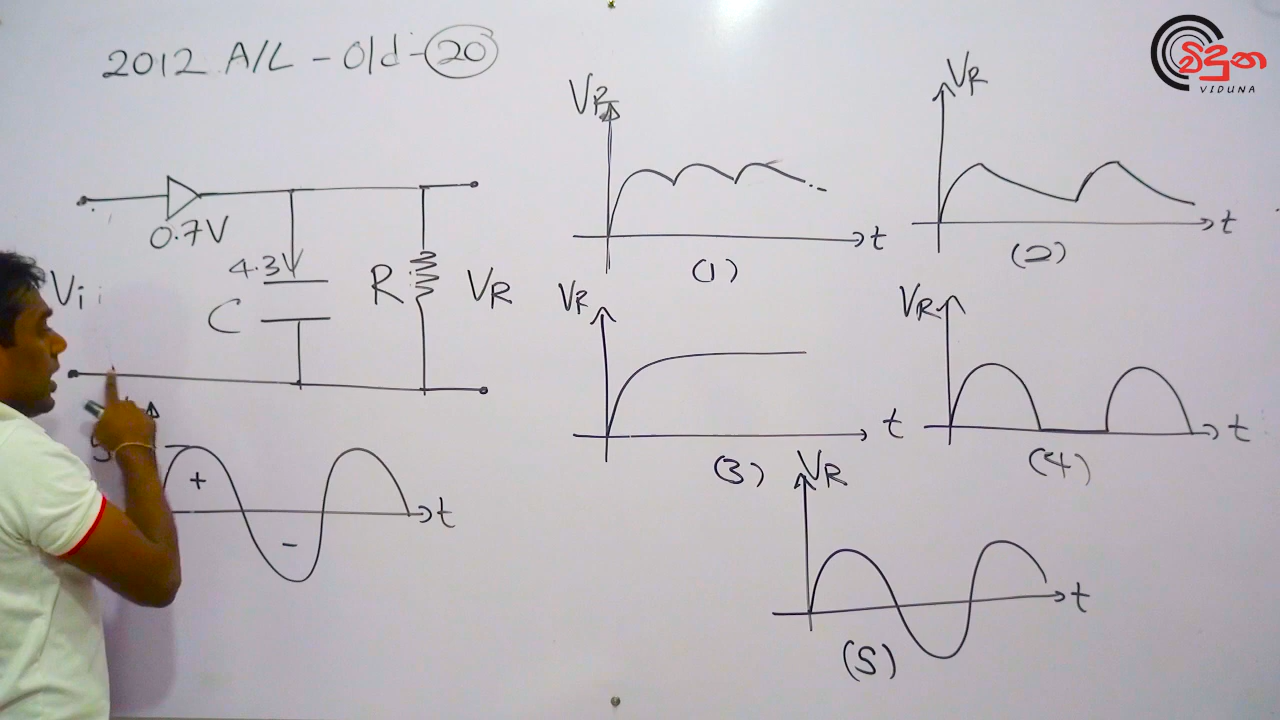 2012 A/L - Old - 20
විදුන
VIDUNA
0.7V
4.3V
Vi
C
R
VR
5
+
-
t
VR
t
(1)
VR
t
(2)
VR
t
(3)
VR
t
(4)
VR
t
(5)